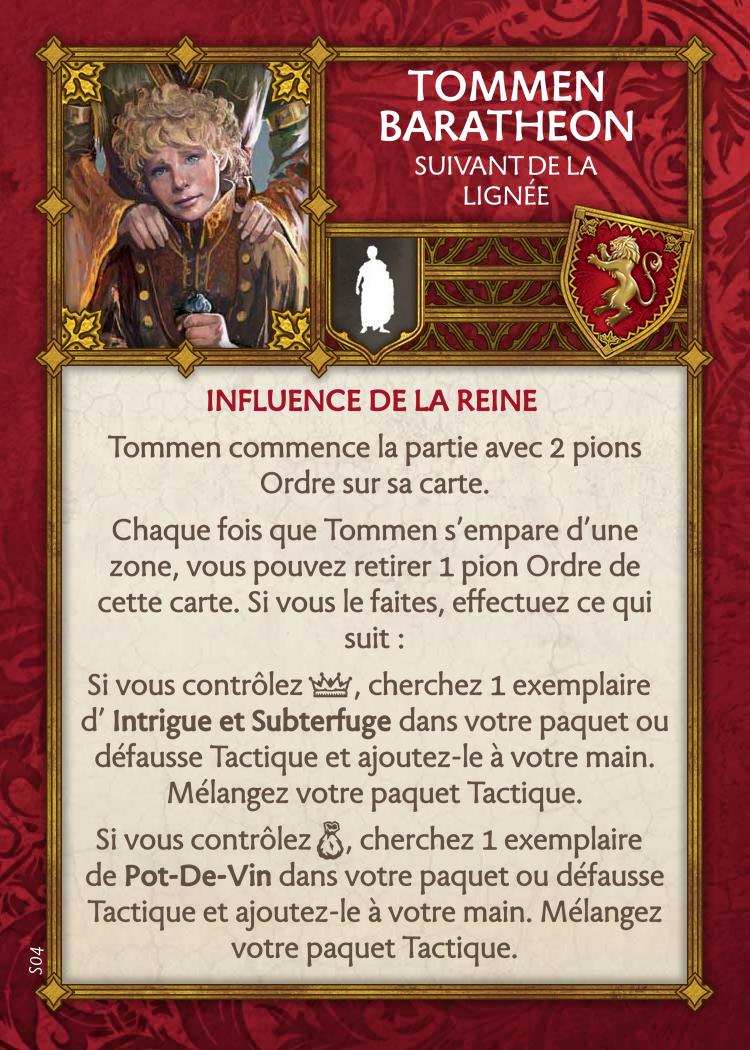 TOMMEN
BARATHEON
SUIVANT DE LA
LIGNÉE
INFLUENCE DE LA REINE
Tommen commence la partie avec 2 pions
Ordre sur sa carte.
Chaque fois que Tommen s’empare d’une
zone, vous pouvez retirer 1 pion Ordre de
cette carte. Si vous le faites, effectuez ce qui
suit :
Si vous contrôlez , cherchez 1 exemplaire
d’ Intrigue et Subterfuge dans votre paquet ou
défausse Tactique et ajoutez-le à votre main.
Mélangez votre paquet Tactique.
Si vous contrôlez , cherchez 1 exemplaire
de Pot-De-Vin dans votre paquet ou défausse
Tactique et ajoutez-le à votre main. Mélangez
votre paquet Tactique.
S04